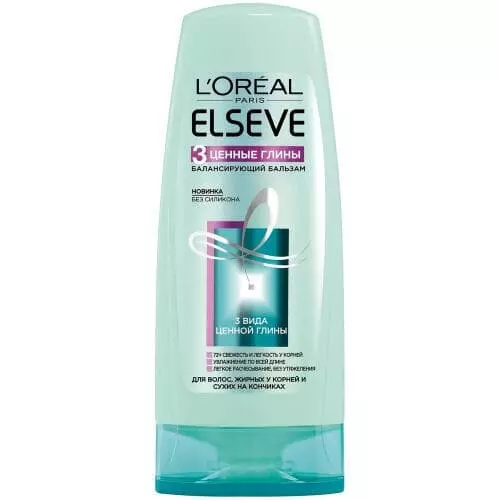 L'ORÉAL
PARIS
ELSEVE
3 ЦЕННЫЕ ГЛИНЫ
БАЛАНСИРУЮЩИЙ БАЛЬЗАМ
НОВИНКА
БЕЗ СИЛИКОНА
3 ВИДА
ЦЕННОЙ ГЛИНЫ
72Ч СВЕЖЕСТЬ И ЛЕГКОСТЬ У КОРНЕЙ
УВЛАЖНЕНИЕ ПО ВСЕЙ ДЛИНЕ
ЛЕГКОЕ РАСЧЕСЫВАНИЕ, БЕЗ УТЯЖЕЛЕНИЯ
ДЛЯ ВОЛОС, ЖИРНЫХ У КОРНЕЙ И
СУХИХ НА КОНЧИКАХ